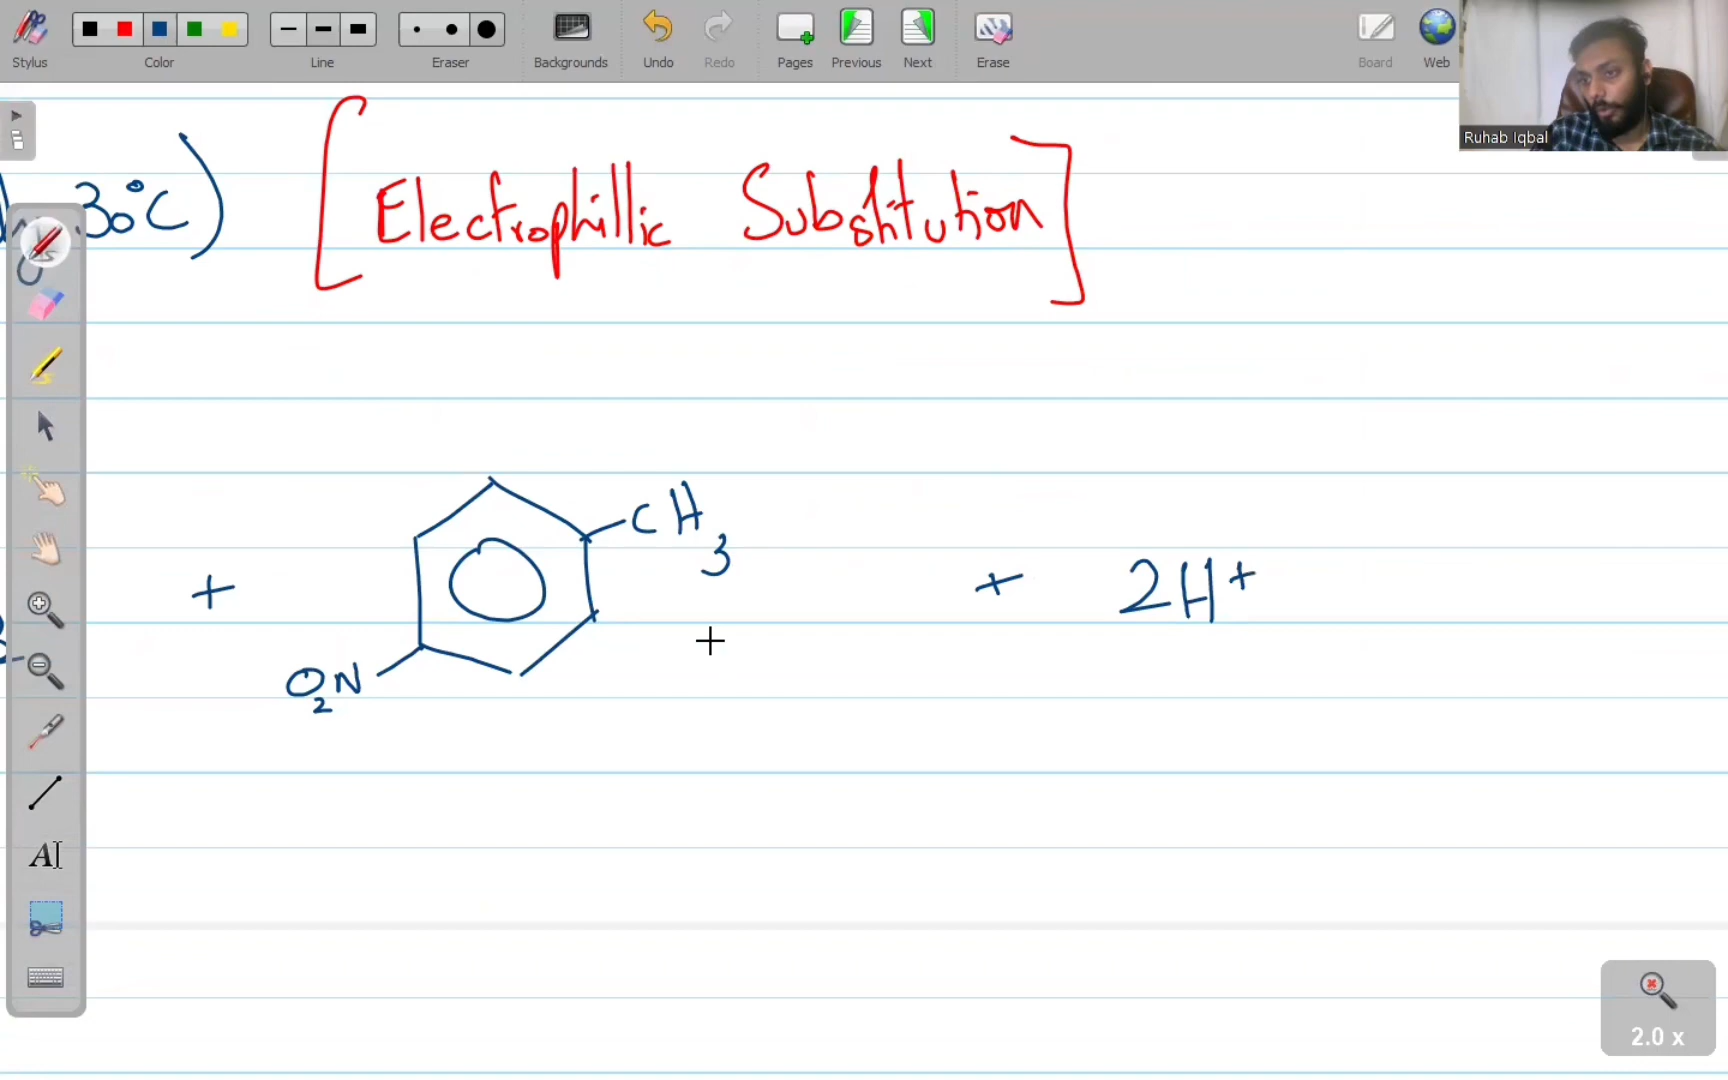 Stylus
Color
Line
Eraser
Backgrounds
Undo
Redo
Pages
Previous
Next
Erase
Board
Web
Ruhab Iqbal
30°C)
[Electrophillic Substitution]
CH3
+
+ 2H+
O2N
2.0 x